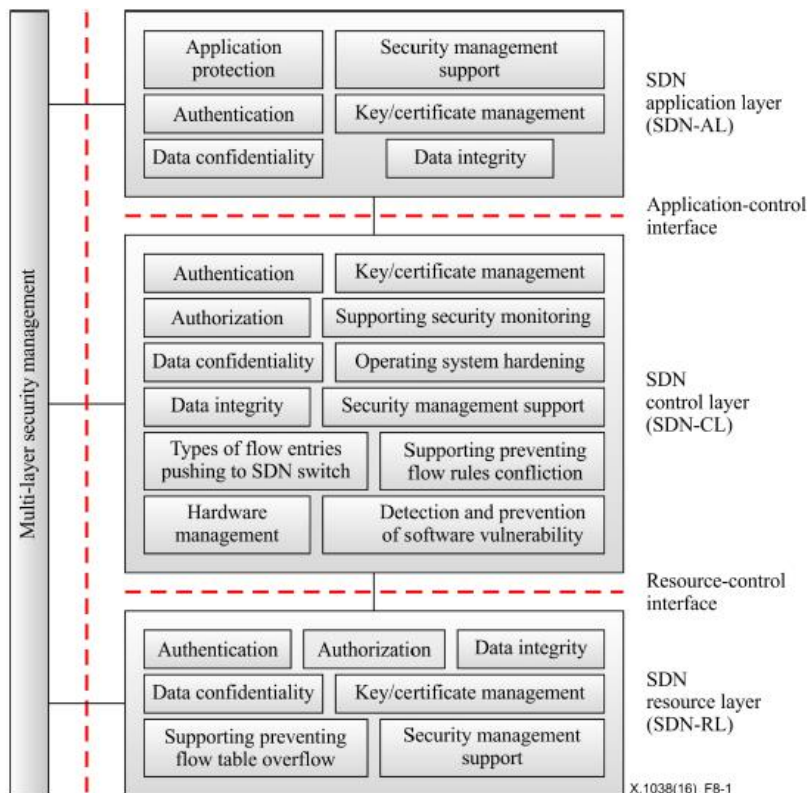 Multi-layer security management
Application
protection
Security management
support
Authentication
Key/certificate management
Data confidentiality
Data integrity
SDN
application layer
(SDN-AL)
Application-control
interface
Authentication
Key/certificate management
Authorization
Supporting security monitoring
Data confidentiality
Operating system hardening
Data integrity
Security management support
Types of flow entries
pushing to SDN switch
Supporting preventing
flow rules confliction
Hardware
management
Detection and prevention
of software vulnerability
SDN
control layer
(SDN-CL)
Resource-control
interface
Authentication
Authorization
Data integrity
Data confidentiality
Key/certificate management
Supporting preventing
flow table overflow
Security management
support
SDN
resource layer
(SDN-RL)
X.1038(16)_F8-1